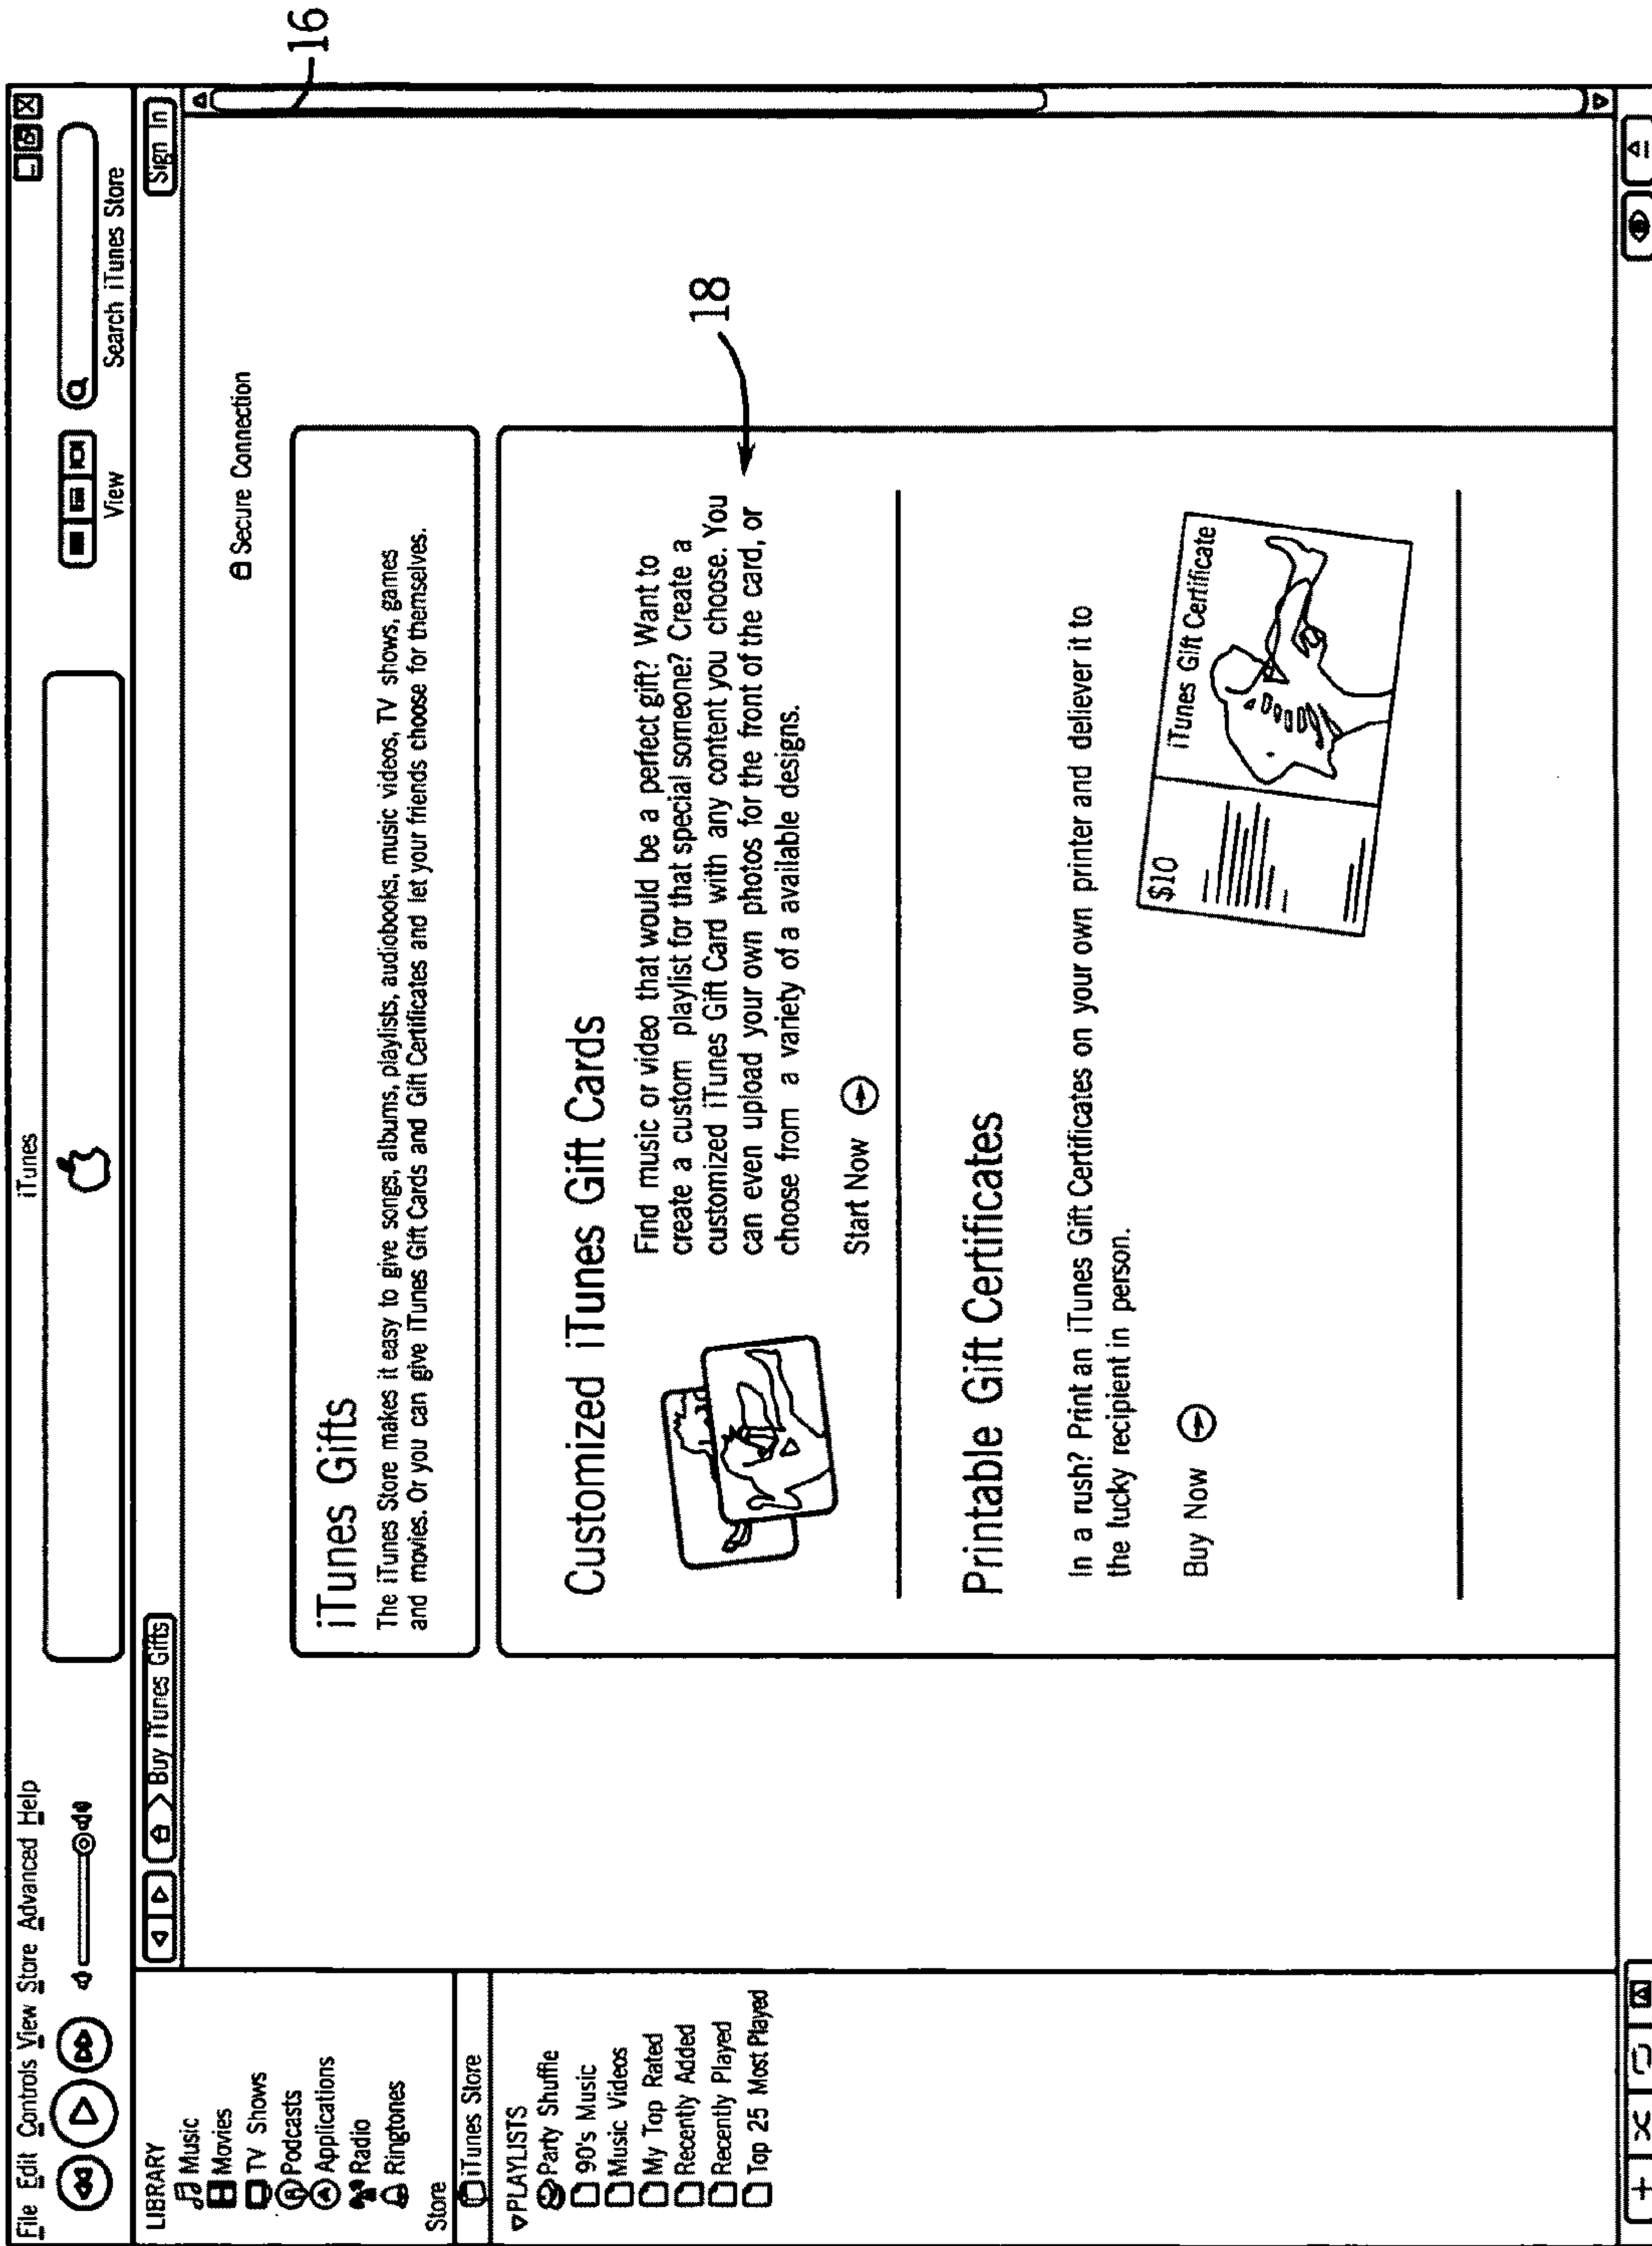 iTunes
File Edit Controls View Store Advanced Help
View
Search iTunes Store
Buy iTunes Gifts
Sign In
16
LIBRARY
Music
Movies
TV Shows
Podcasts
Applications
Radio
Ringtones
Store
iTunes Store
PLAYLISTS
Party Shuffle
90's Music
Music Videos
My Top Rated
Recently Added
Recently Played
Top 25 Most Played
Secure Connection
iTunes Gifts
The iTunes Store makes it easy to give songs, albums, playlists, audiobooks, music videos, TV shows, games
and movies. Or you can give iTunes Gift Cards and Gift Certificates and let your friends choose for themselves.
Customized iTunes Gift Cards
Find music or video that would be a perfect gift? Want to
create a custom playlist for that special someone? Create a
customized iTunes Gift Card with any content you choose. You
can even upload your own photos for the front of the card, or
choose from a variety of a available designs.
18
Start Now
Printable Gift Certificates
In a rush? Print an iTunes Gift Certificates on your own printer and deliever it to
the lucky recipient in person.
Buy Now
$10
iTunes Gift Certificate